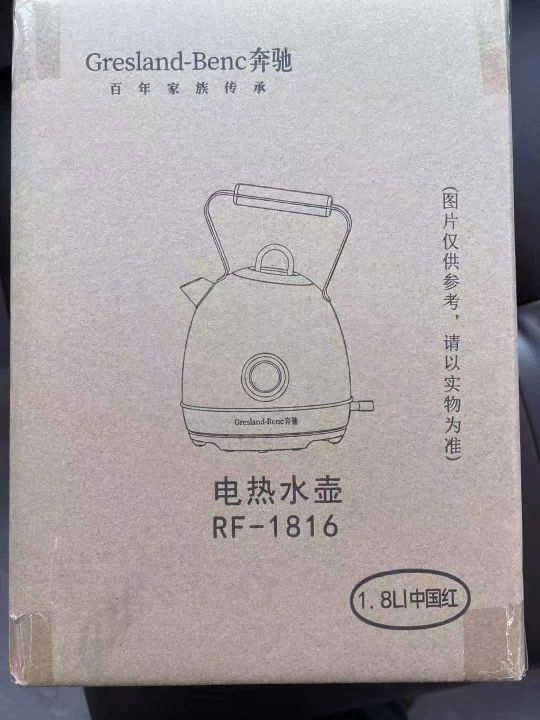 Gresland-Benc奔驰
百年家族传承
(图片仅供参考，请以实物为准)
Gresland-Benc奔驰
电热水壶
RF-1816
1.8L|中国红